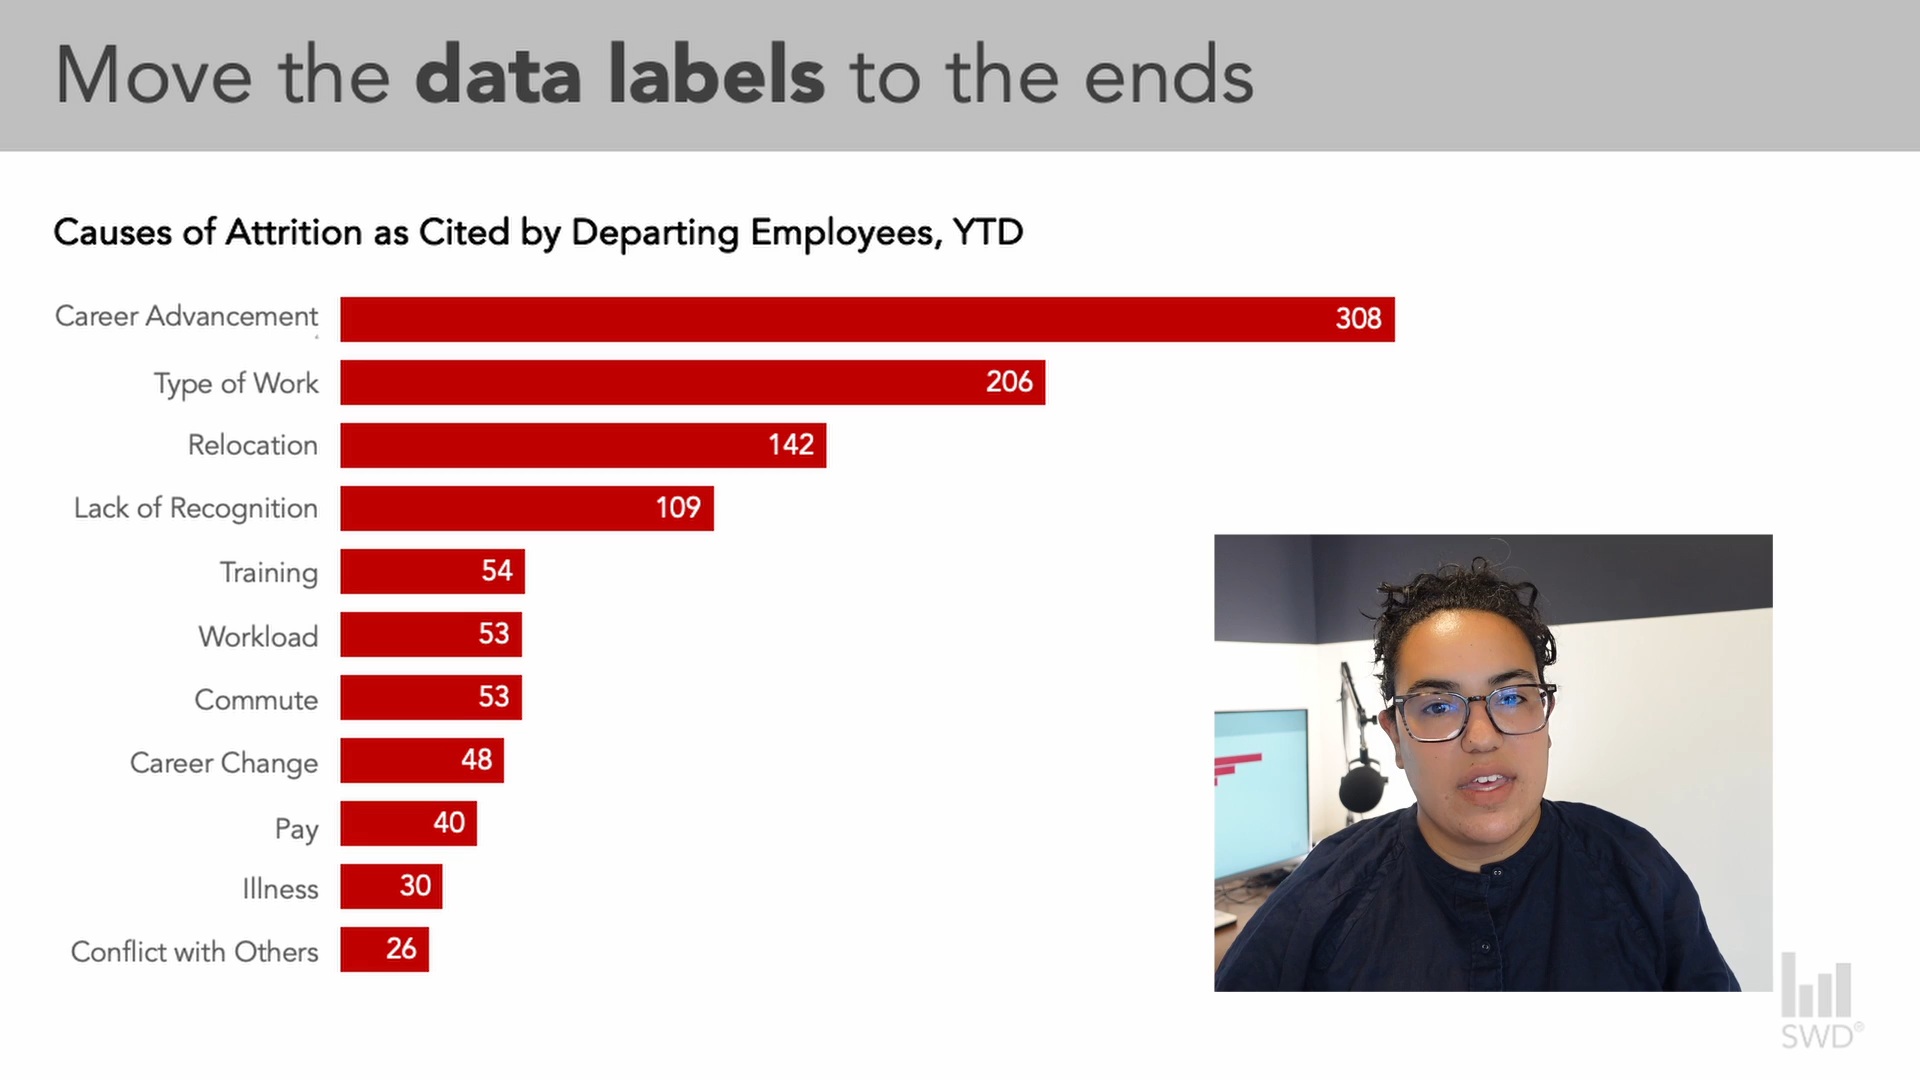 Move the data labels to the ends
Causes of Attrition as Cited by Departing Employees, YTD
Career Advancement 308
Type of Work 206
Relocation 142
Lack of Recognition 109
Training 54
Workload 53
Commute 53
Career Change 48
Pay 40
Illness 30
Conflict with Others 26
SWD®